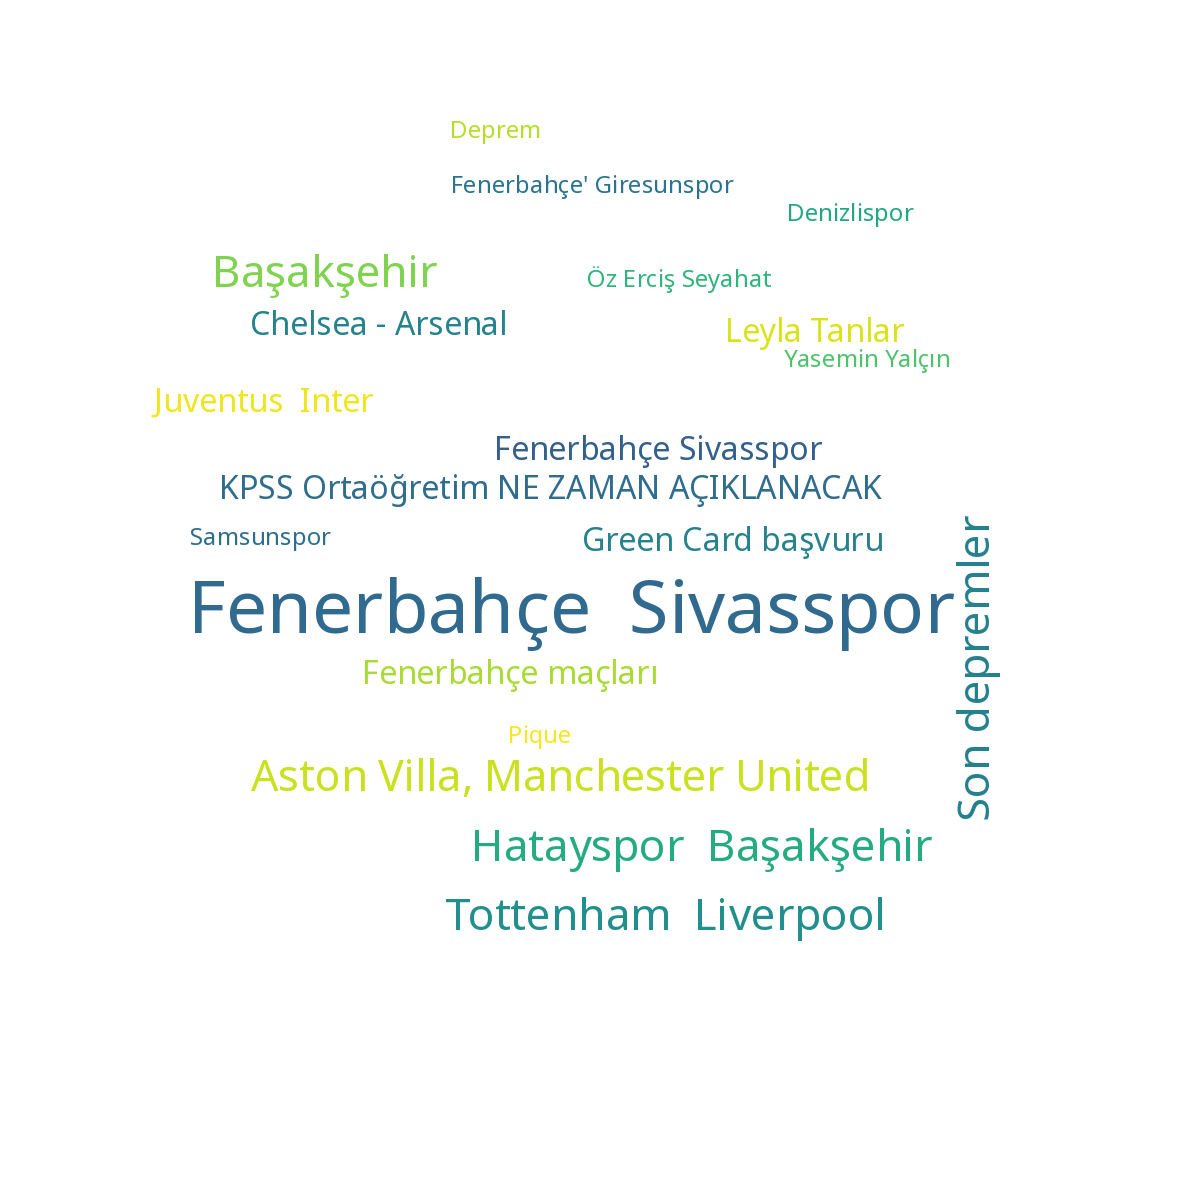 Deprem
Fenerbahçe' Giresunspor
Denizlispor
Başakşehir
Öz Erciş Seyahat
Chelsea - Arsenal
Leyla Tanlar
Yasemin Yalçın
Juventus  Inter
Fenerbahçe Sivasspor
KPSS Ortaöğretim NE ZAMAN AÇIKLANACAK
Samsunspor
Green Card başvuru
Fenerbahçe  Sivasspor
Son depremler
Fenerbahçe maçları
Pique
Aston Villa, Manchester United
Hatayspor  Başakşehir
Tottenham  Liverpool